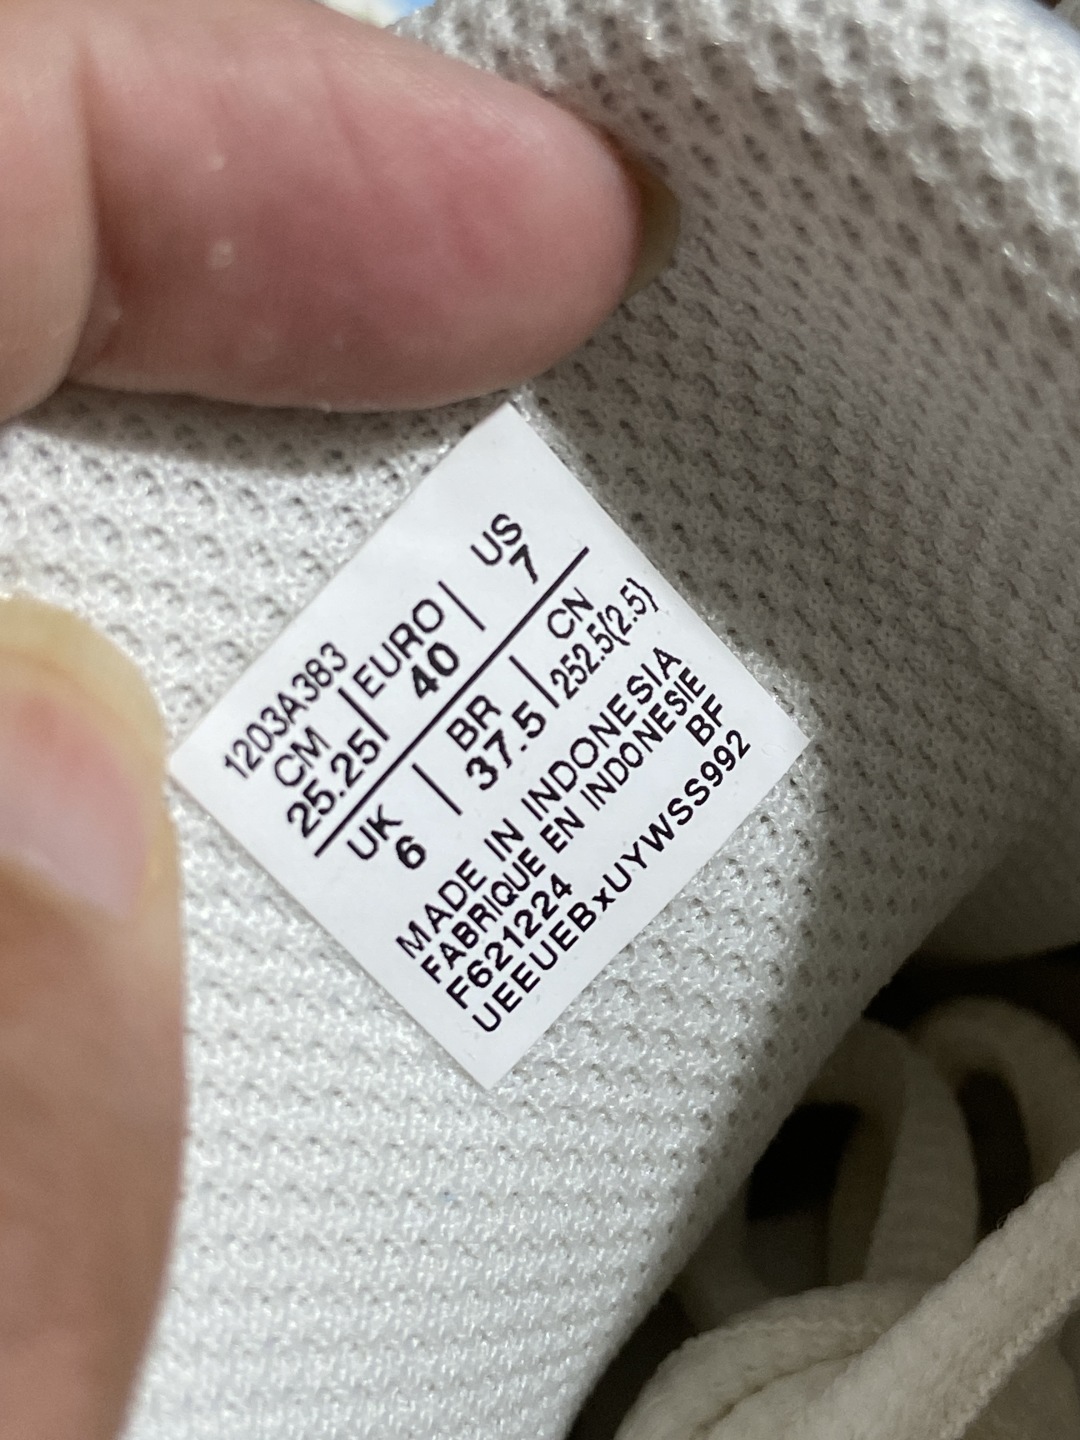 1203A383
CM | EURO | US
25.25 | 40 | 7
UK | BR | CN
6 | 37.5 | 252.5(2.5)
MADE IN INDONESIA
FABRIQUE EN INDONESIE
F621224 BF
UEEUEBxUYWSS992